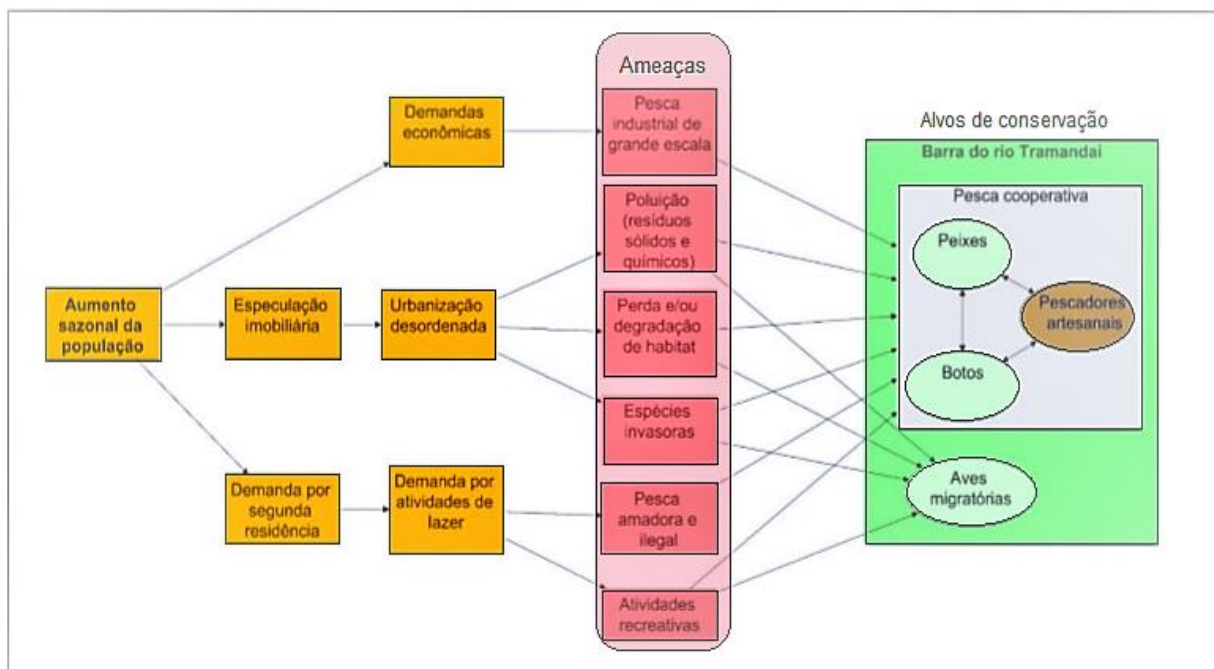 Ameaças
Demandas
econômicas
Pesca
industrial de
grande escala
Alvos de conservação
Barra do rio Tramandai
Pesca cooperativa
Poluição
(resíduos
sólidos e
químicos)
Peixes
Aumento
sazonal da
população
Especulação
imobiliária
Urbanização
desordenada
Perda e/ou
degradação
de habitat
Pescadores
artesanais
Botos
Espécies
invasoras
Demanda por
segunda
residência
Demanda por
atividades de
lazer
Pesca
amadora e
ilegal
Aves
migratórias
Atividades
recreativas